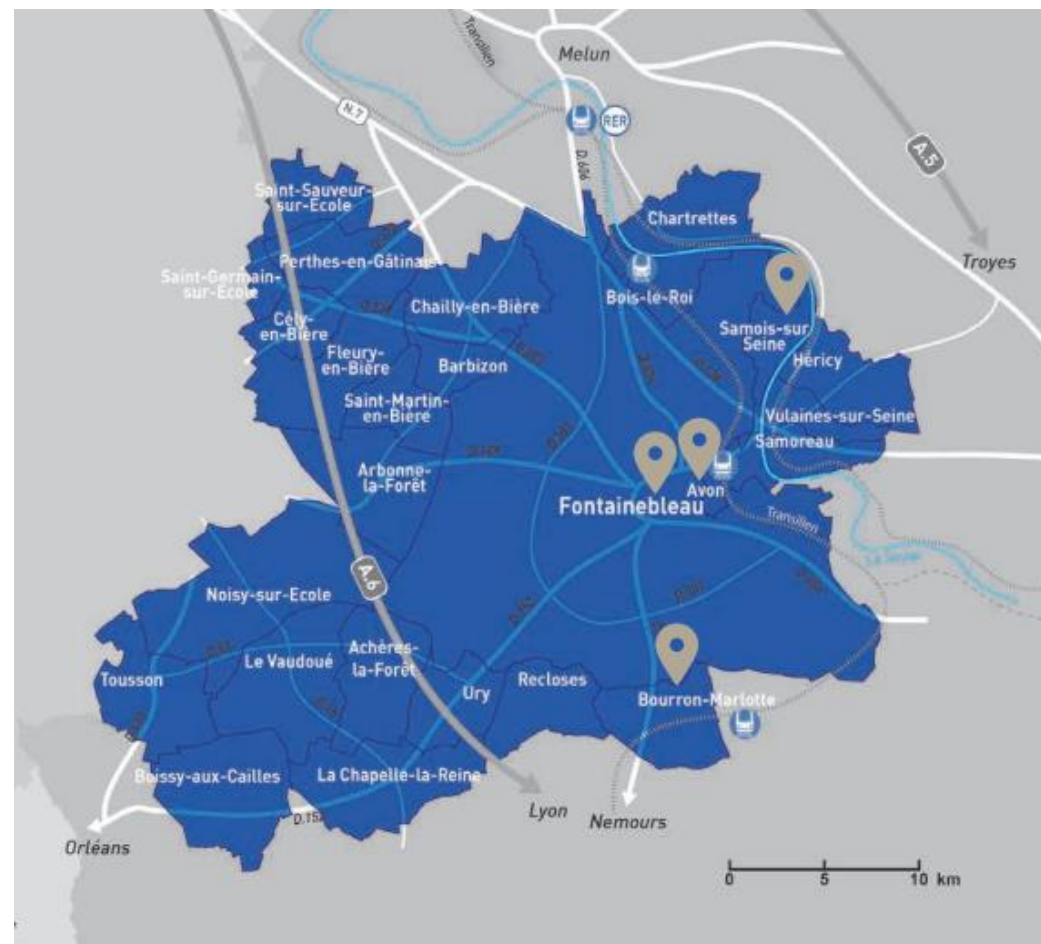 Transilien
Melun
N.7
RER
D.606
A.5
Troyes
Saint-Sauveur-
sur-Ecole
Chartrettes
Perthes-en-Gâtinais
Saint-Germain-
sur-Ecole
Chailly-en-Bière
Bois-le-Roi
Cély-
en-Bière
Samois-sur
Seine
Fleury-
en-Bière
Barbizon
Héricy
Saint-Martin-
en-Bière
Vulaines-sur-Seine
Samoreau
Arbonne-
la-Forêt
Avon
Fontainebleau
Transilien
La Seine
A.6
Noisy-sur-Ecole
Achères-
la-Forêt
Le Vaudoué
Tousson
Ury
Recloses
Bourron-Marlotte
Boissy-aux-Cailles
La Chapelle-la-Reine
D.152
Lyon
Nemours
Orléans
0 5 10 km